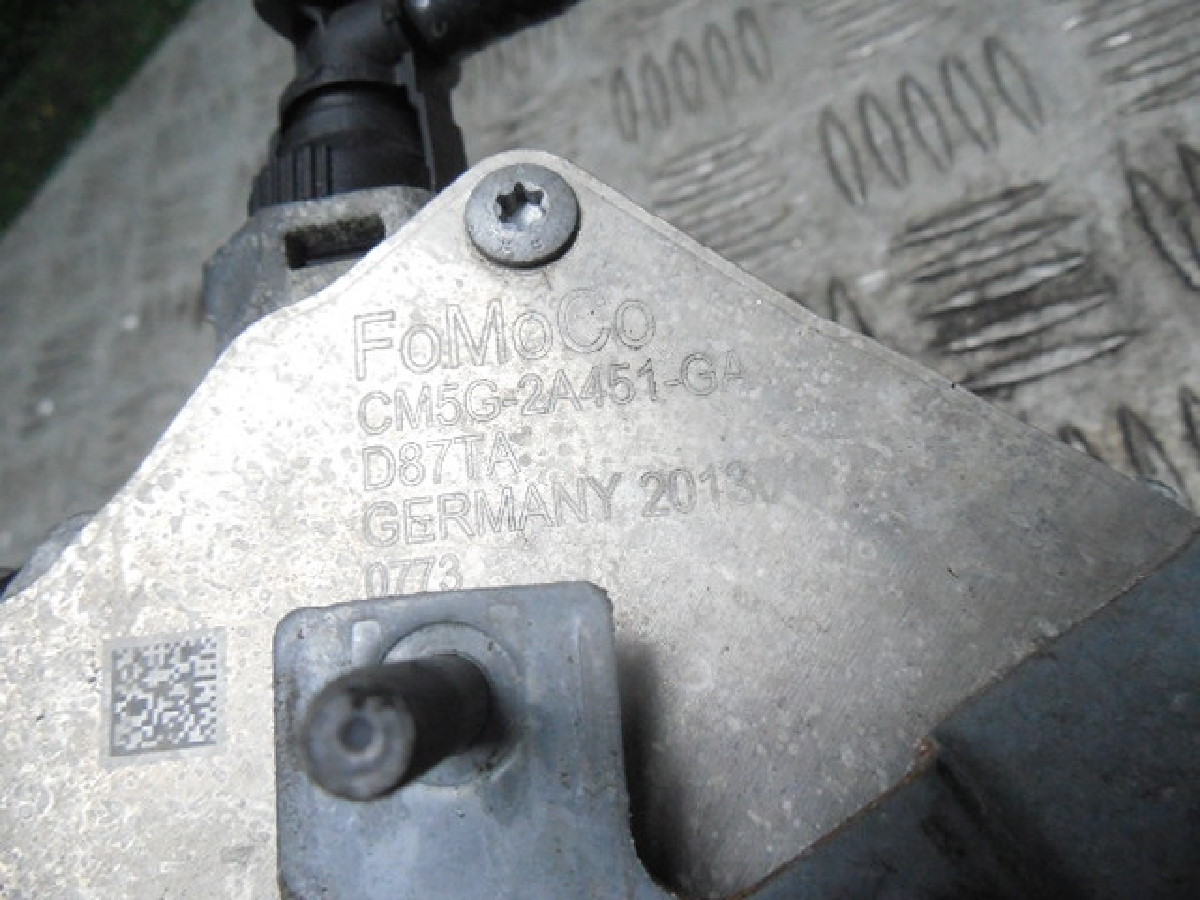 FoMoCo
CM5G-2A451-GA
D87TA
GERMANY 2013
0773